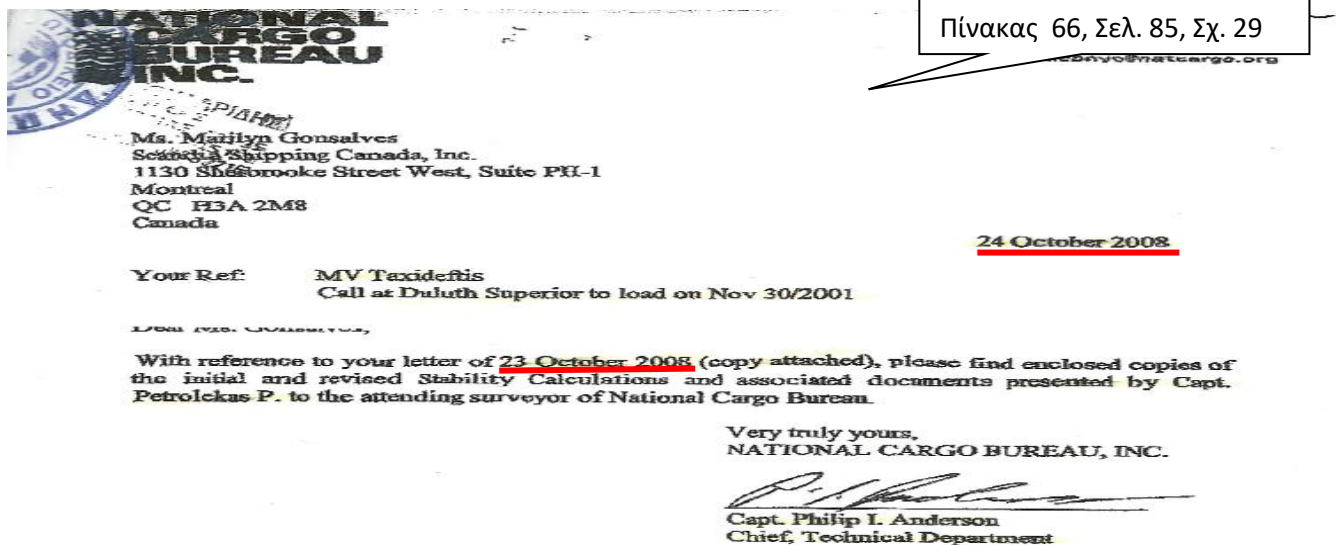 Πίνακας 66, Σελ. 85, Σχ. 29
NATIONAL
CARGO
BUREAU
INC.
Ms. Marilyn Gonsalves
Scandia Shipping Canada, Inc.
1130 Sherbrooke Street West, Suite PH-1
Montreal
QC H3A 2M8
Canada
24 October 2008
Your Ref: MV Taxideftis
Call at Duluth Superior to load on Nov 30/2001
Dear Ms. Gonsalves,
With reference to your letter of 23 October 2008 (copy attached), please find enclosed copies of
the initial and revised Stability Calculations and associated documents presented by Capt.
Petrolekas P. to the attending surveyor of National Cargo Bureau.
Very truly yours,
NATIONAL CARGO BUREAU, INC.
Capt. Philip I. Anderson
Chief, Technical Department